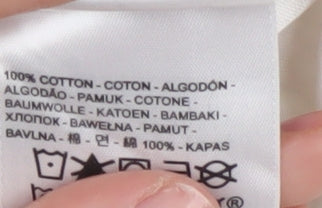 100% COTTON - COTON - ALGODÓN -
ALGODÃO - PAMUK - COTONE -
BAUMWOLLE - KATOEN - BAMBAKI -
ХЛОПОК - BAWEŁNA - PAMUT -
BAVLNA - 棉 - 면 - 綿 100% - KAPAS